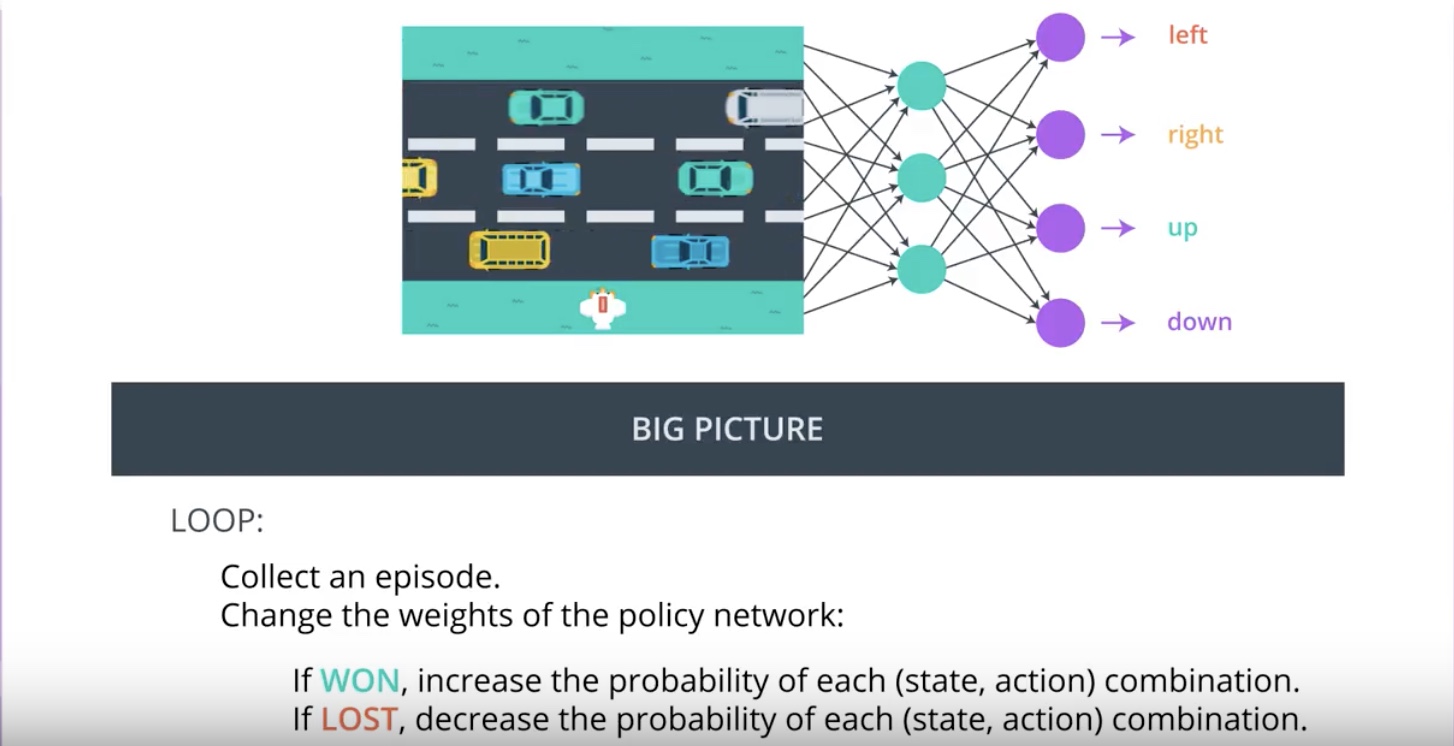 left
right
up
down
BIG PICTURE
LOOP:
Collect an episode.
Change the weights of the policy network:
If WON, increase the probability of each (state, action) combination.
If LOST, decrease the probability of each (state, action) combination.